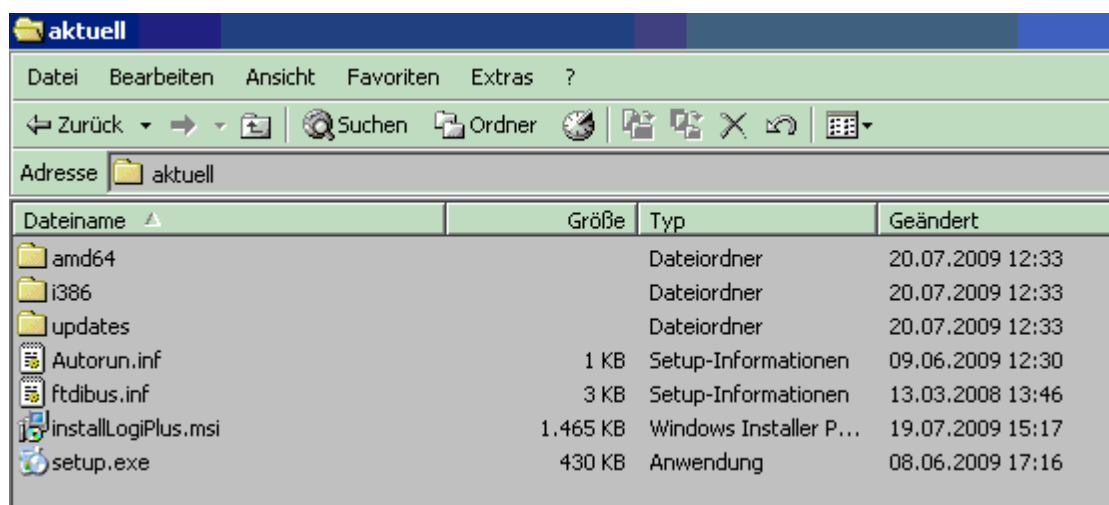 aktuell
Datei Bearbeiten Ansicht Favoriten Extras ?
Zurück Suchen Ordner
Adresse aktuell
Dateiname Größe Typ Geändert
amd64 Dateiordner 20.07.2009 12:33
i386 Dateiordner 20.07.2009 12:33
updates Dateiordner 20.07.2009 12:33
Autorun.inf 1 KB Setup-Informationen 09.06.2009 12:30
ftdibus.inf 3 KB Setup-Informationen 13.03.2008 13:46
installLogiPlus.msi 1.465 KB Windows Installer P... 19.07.2009 15:17
setup.exe 430 KB Anwendung 08.06.2009 17:16